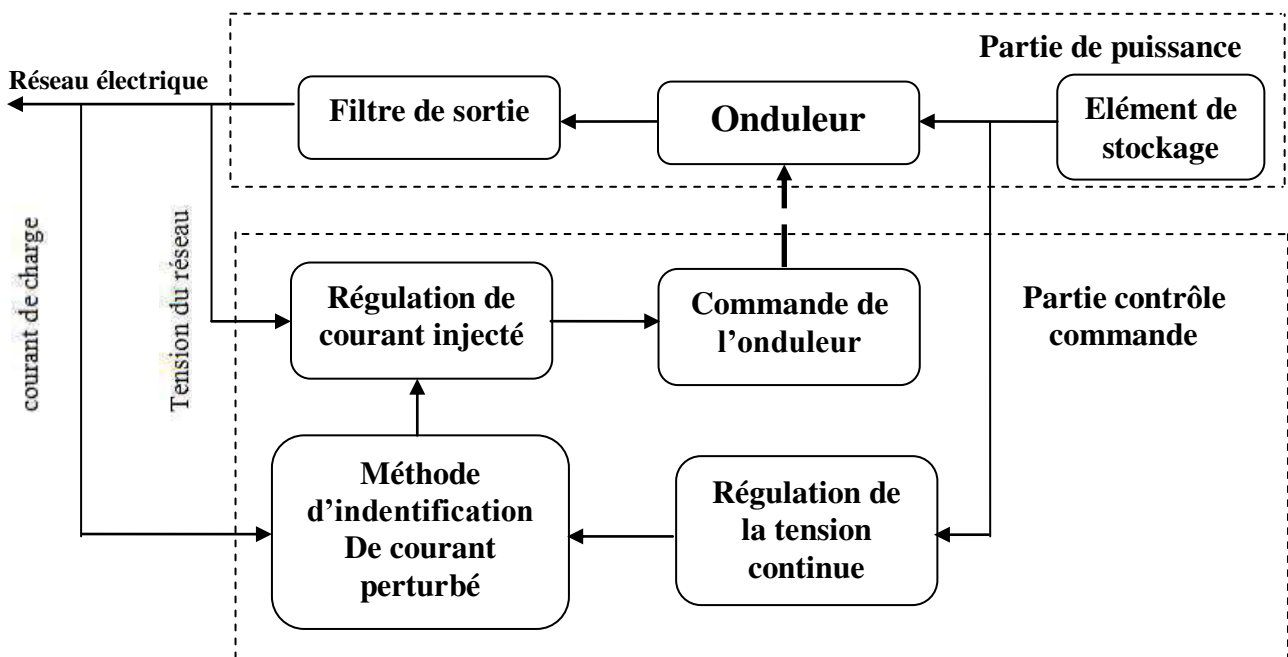 Partie de puissance
Réseau électrique
Filtre de sortie
Onduleur
Elément de
stockage
courant de charge
Tension du réseau
Régulation de
courant injecté
Commande de
l’onduleur
Partie contrôle
commande
Méthode
d’indentification
De courant
perturbé
Régulation de
la tension
continue